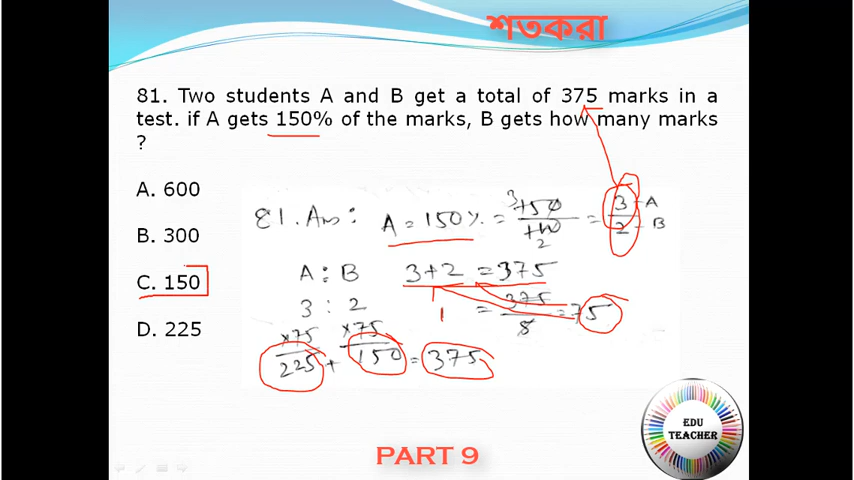 শতকরা
81. Two students A and B get a total of 375 marks in a
test. if A gets 150% of the marks, B gets how many marks
?
A. 600
B. 300
C. 150
D. 225
81. Ans: A = 150% = 150/100 = 3/2 - A B
A : B 3+2 = 375
3 : 2 = 375/5 = 75
×75 ×75
225 + 150 = 375
EDU
TEACHER
PART 9